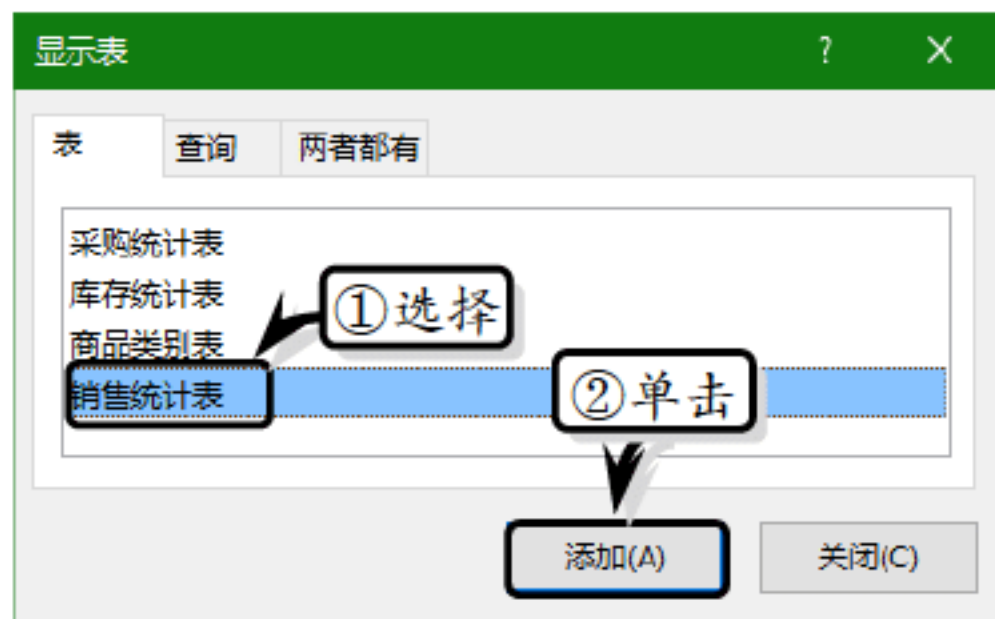 显示表
?
×
表
查询
两者都有
采购统计表
库存统计表
商品类别表
销售统计表
①选择
②单击
添加(A)
关闭(C)